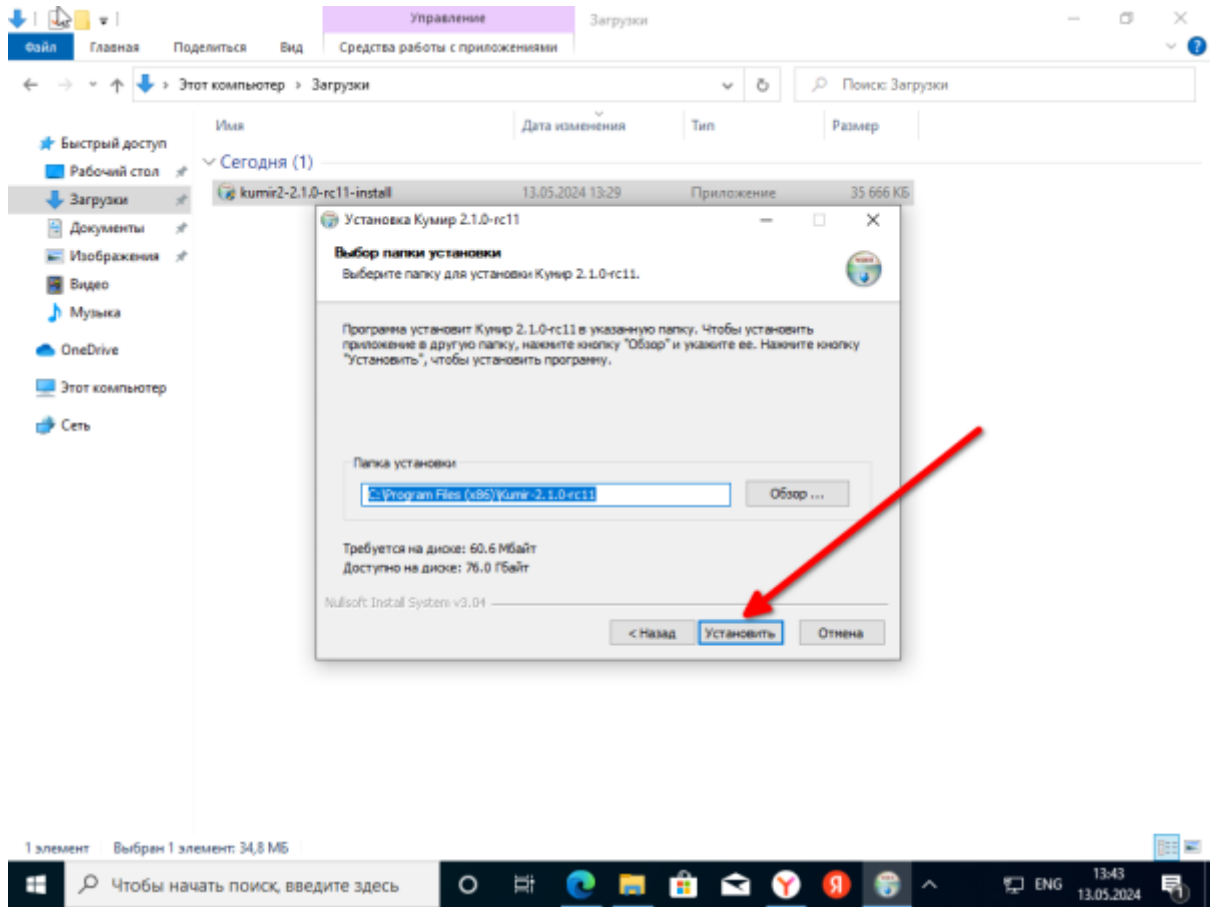 Управление
Загрузки
Файл
Главная
Поделиться
Вид
Средства работы с приложениями
Этот компьютер
Загрузки
Поиск: Загрузки
Имя
Дата изменения
Тип
Размер
Быстрый доступ
Рабочий стол
Загрузки
Документы
Изображения
Видео
Музыка
OneDrive
Этот компьютер
Сеть
Сегодня (1)
kumir2-2.1.0-rc11-install
13.05.2024 13:29
Приложение
35 666 КБ
Установка Кумир 2.1.0-rc11
Выбор папки установки
Выберите папку для установки Кумир 2.1.0-rc11.
Программа установит Кумир 2.1.0-rc11 в указанную папку. Чтобы установить
приложение в другую папку, нажмите кнопку "Обзор" и укажите ее. Нажмите кнопку
"Установить", чтобы установить программу.
Папка установки
C:\Program Files (x86)\Kumir-2.1.0-rc11
Обзор ...
Требуется на диске: 60.6 Мбайт
Доступно на диске: 76.0 Гбайт
Nullsoft Install System v3.04
< Назад
Установить
Отмена
1 элемент
Выбран 1 элемент: 34,8 МБ
Чтобы начать поиск, введите здесь
ENG
13:43
13.05.2024